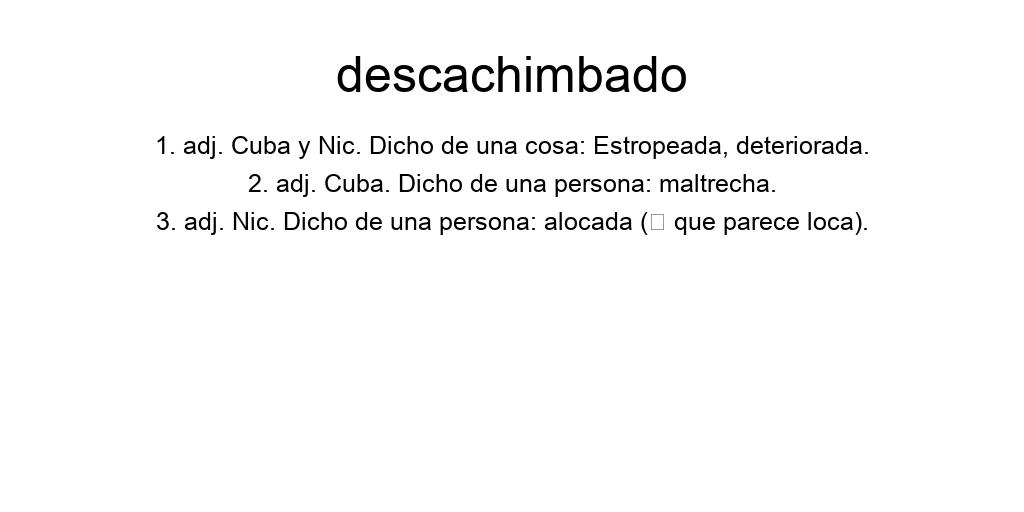 descachimbado
1. adj. Cuba y Nic. Dicho de una cosa: Estropeada, deteriorada.
2. adj. Cuba. Dicho de una persona: maltrecha.
3. adj. Nic. Dicho de una persona: alocada ( 	que parece loca).